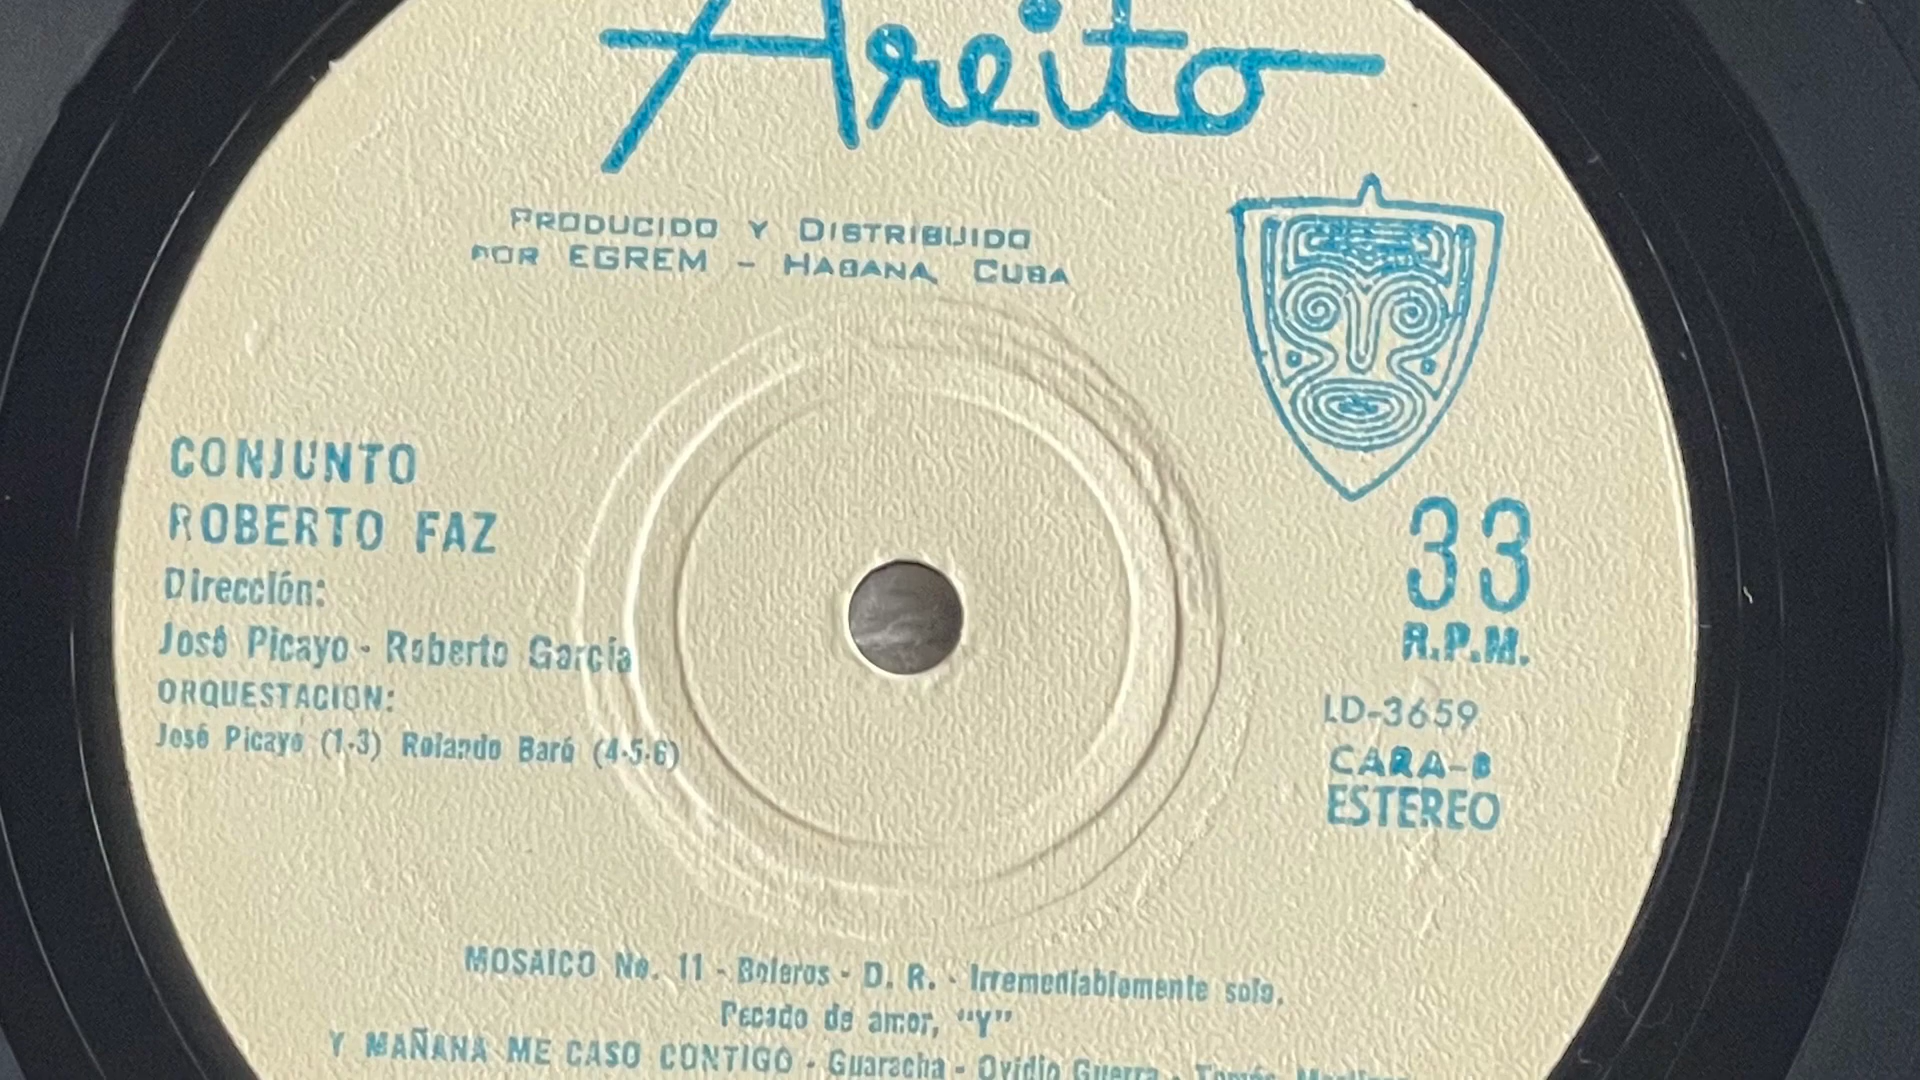 Areito
PRODUCIDO Y DISTRIBUIDO
POR EGREM - HABANA, CUBA
CONJUNTO
ROBERTO FAZ
Dirección:
José Picayo - Roberto García
ORQUESTACION:
José Picayo (1-3) Rolando Baró (4-5-6)
33
R.P.M.
LD-3659
CARA-B
ESTEREO
MOSAICO No. 11 - Boleros - D. R. - Irremediablemente solo.
Pecado de amor, "Y"
Y MAÑANA ME CASO CONTIGO - Guaracha - Ovidio Guerra - Tomás